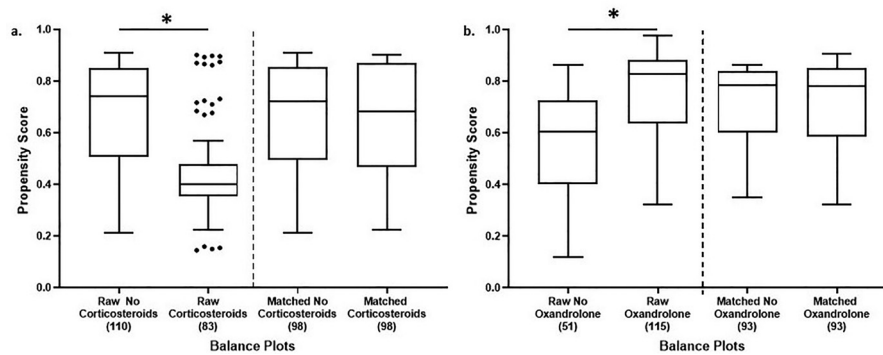 a.
*
Propensity Score
1.0
0.8
0.6
0.4
0.2
0.0
Raw No Corticosteroids (110)
Raw Corticosteroids (83)
Matched No Corticosteroids (98)
Matched Corticosteroids (98)
Balance Plots
b.
*
Propensity Score
1.0
0.8
0.6
0.4
0.2
0.0
Raw No Oxandrolone (51)
Raw Oxandrolone (115)
Matched No Oxandrolone (93)
Matched Oxandrolone (93)
Balance Plots